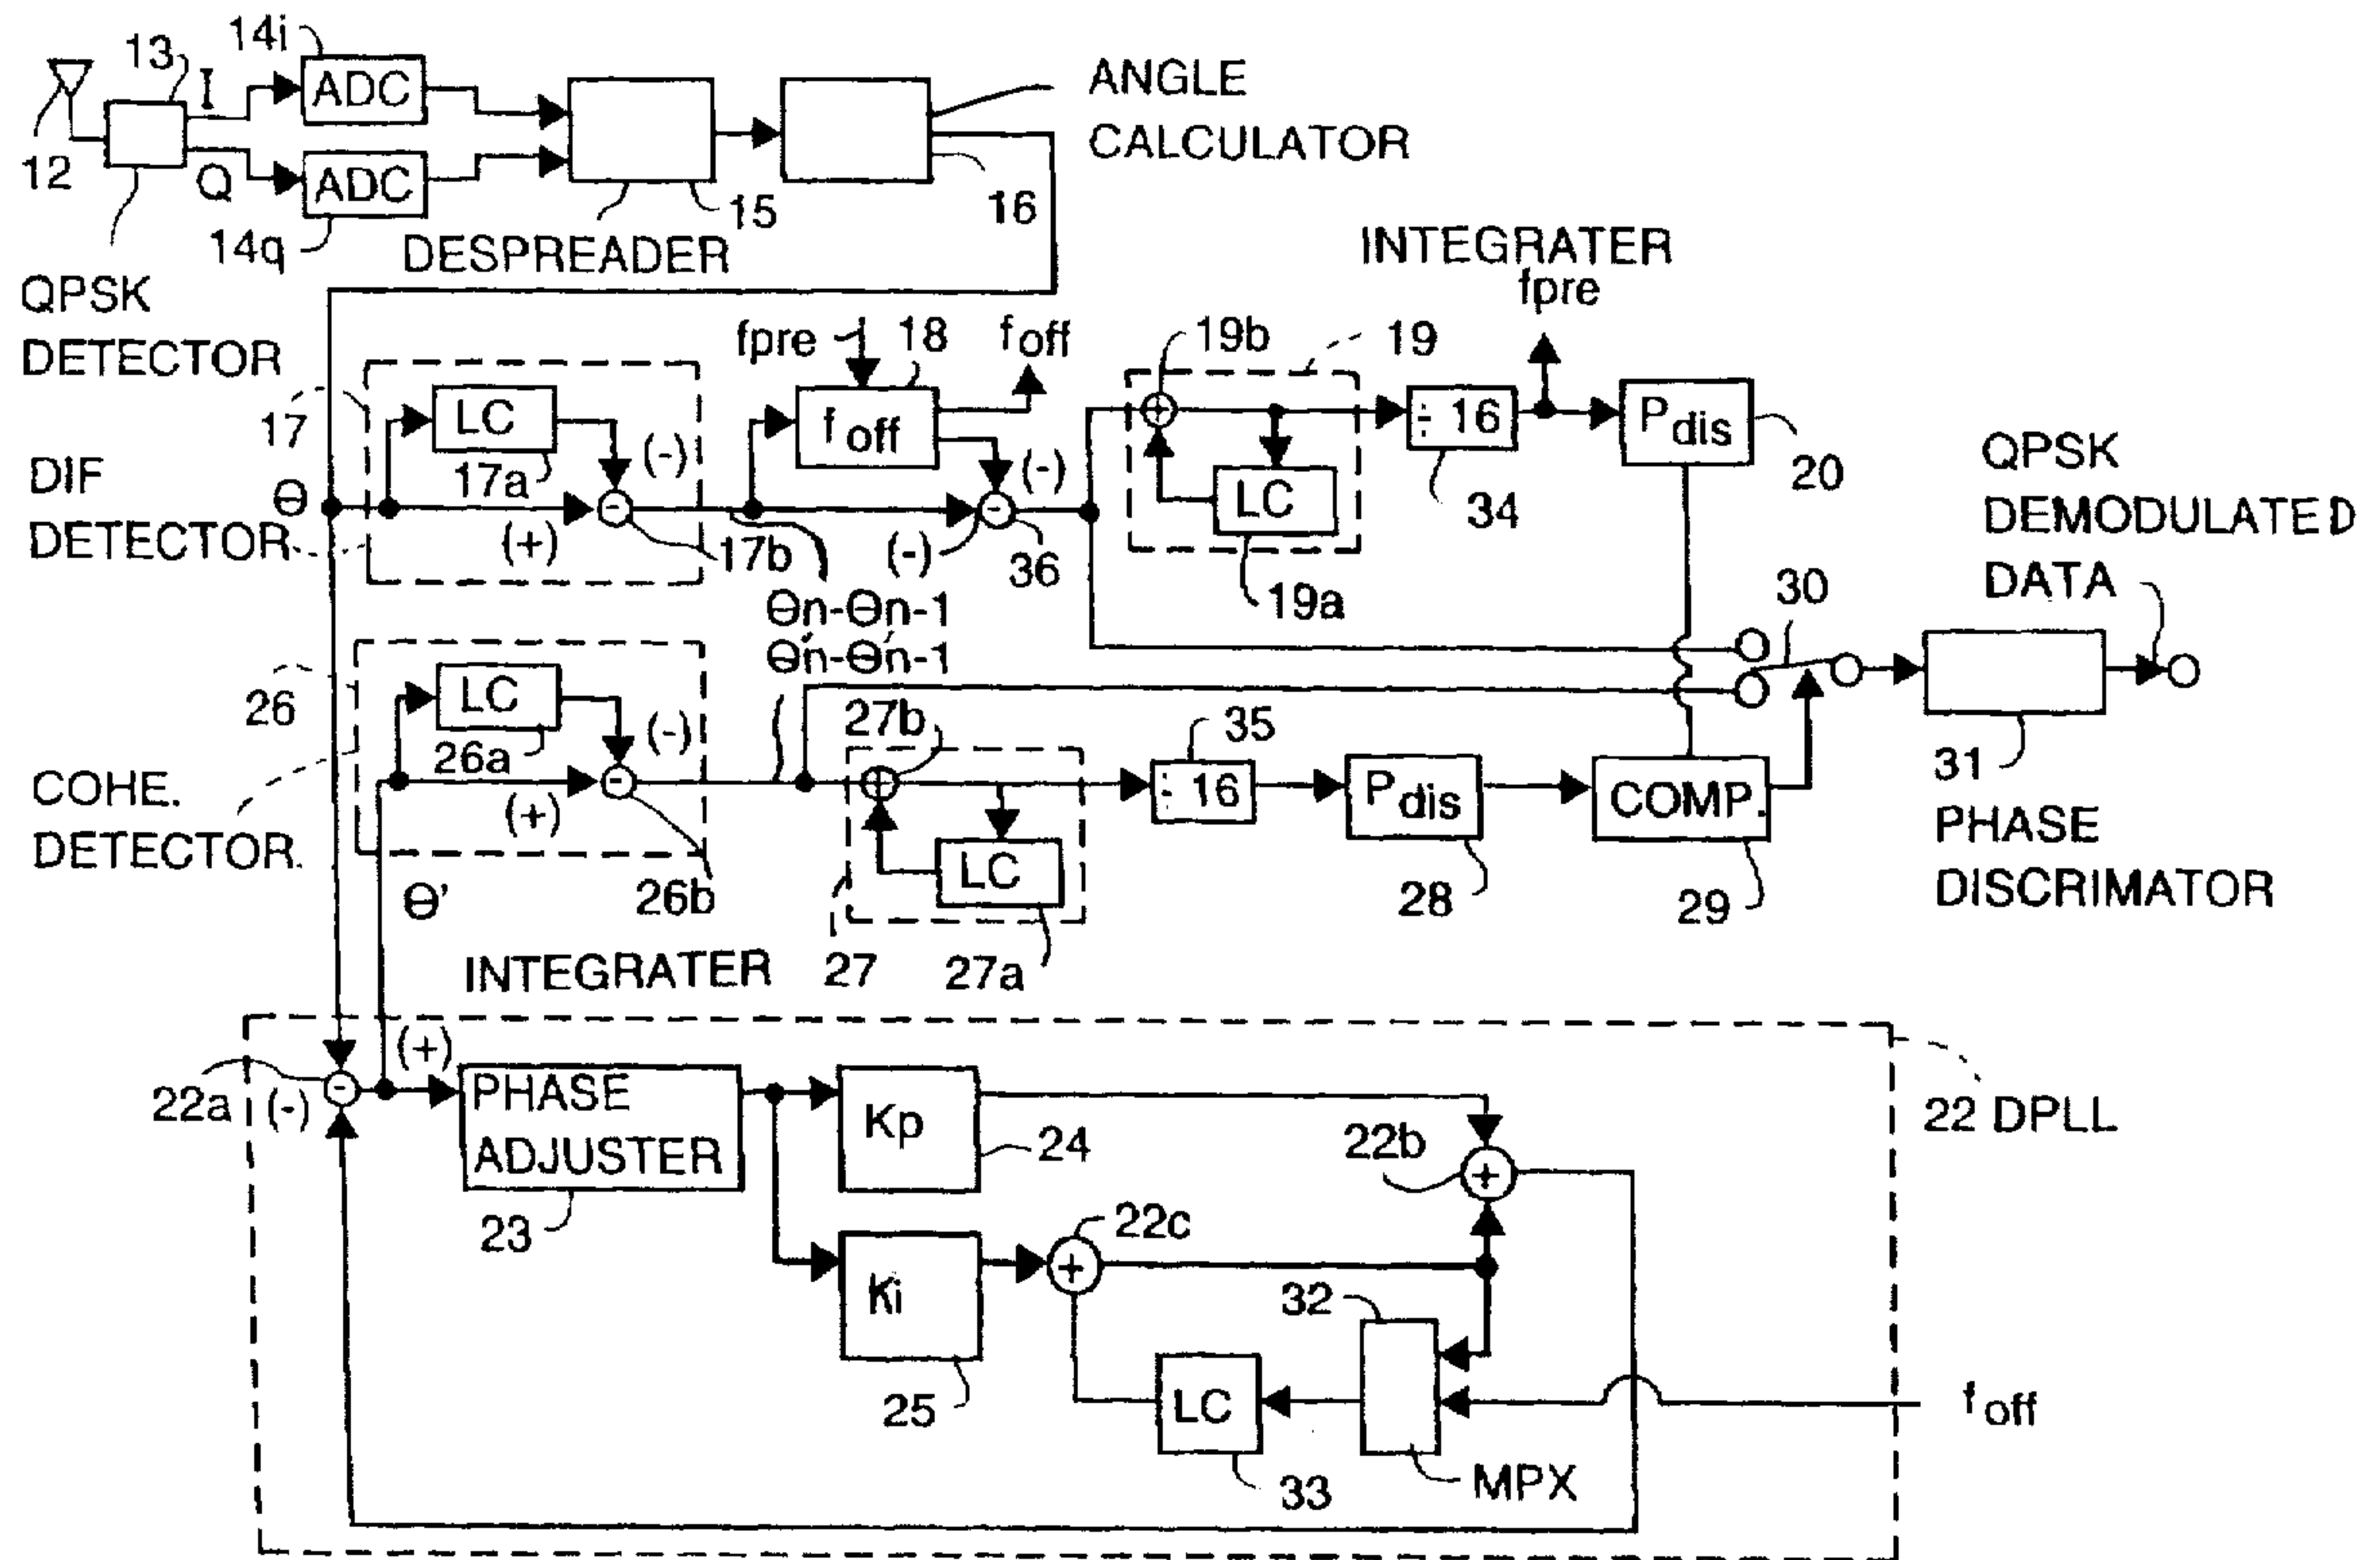 14i
13
I
ADC
ANGLE
CALCULATOR
12
Q
ADC
14q
15
16
DESPREADER
QPSK
DETECTOR
INTEGRATER
fpre
fpre
18
foff
19b
19
17
LC
17a
(-)
foff
(-)
÷ 16
Pdis
20
QPSK
DEMODULATED
DATA
DIF
DETECTOR
θ
-
(+)
17b
-
(-)
36
+
LC
19a
34
θn-θn-1
θ'n-θ'n-1
30
26
LC
26a
(-)
27b
35
31
COHE.
DETECTOR.
-
(+)
26b
+
÷ 16
Pdis
COMP.
PHASE
DISCRIMATOR
θ'
LC
28
29
INTEGRATER
27
27a
(+)
22a
(-)
-
PHASE
ADJUSTER
23
Kp
24
22b
+
22 DPLL
Ki
25
22c
+
32
LC
33
MPX
foff